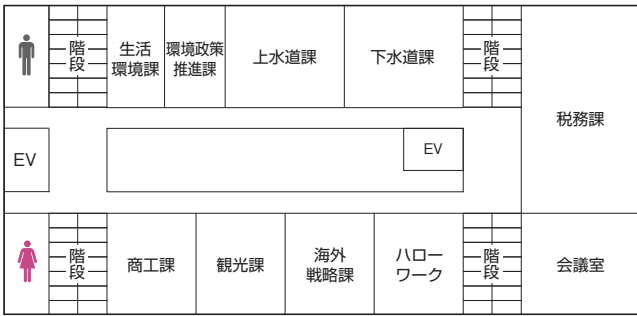 階段
生活
環境課
環境政策
推進課
上水道課
下水道課
階段
税務課
EV
EV
階段
商工課
観光課
海外
戦略課
ハロー
ワーク
階段
会議室